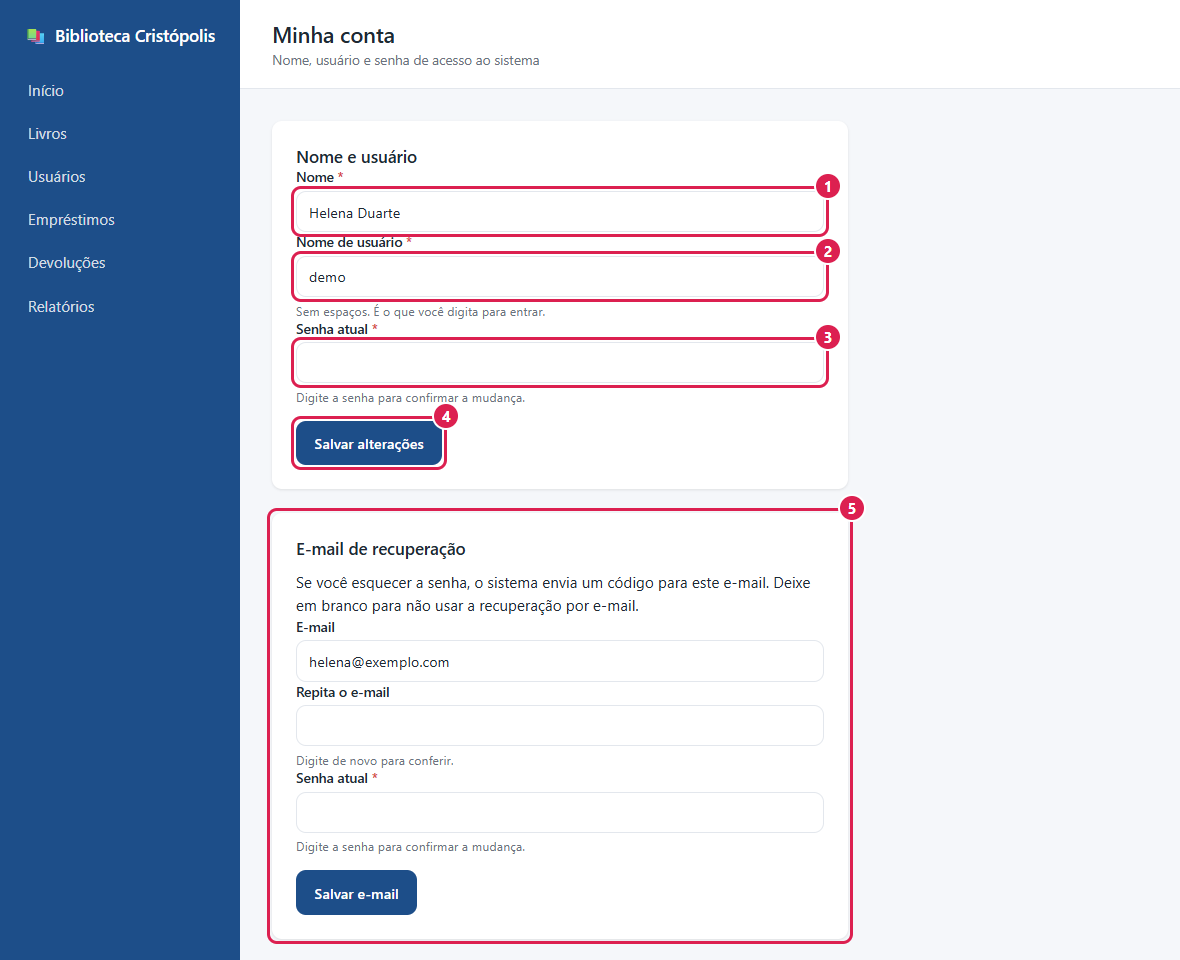 Biblioteca Cristópolis
Início
Livros
Usuários
Empréstimos
Devoluções
Relatórios
Minha conta
Nome, usuário e senha de acesso ao sistema
Nome e usuário
Nome *
1
Helena Duarte
Nome de usuário *
2
demo
Sem espaços. É o que você digita para entrar.
Senha atual *
3
Digite a senha para confirmar a mudança.
4
Salvar alterações
5
E-mail de recuperação
Se você esquecer a senha, o sistema envia um código para este e-mail. Deixe
em branco para não usar a recuperação por e-mail.
E-mail
helena@exemplo.com
Repita o e-mail
Digite de novo para conferir.
Senha atual *
Digite a senha para confirmar a mudança.
Salvar e-mail